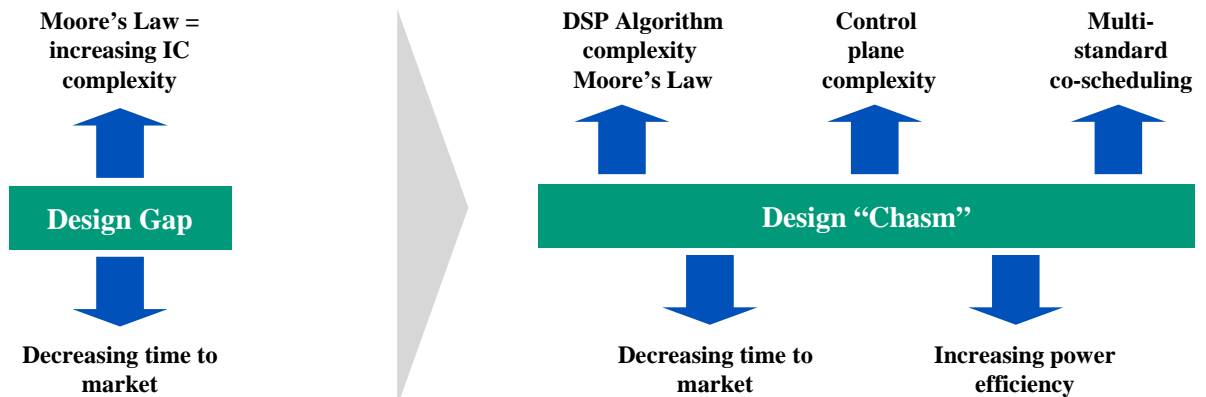 Moore’s Law =
increasing IC
complexity
Design Gap
Decreasing time to
market
DSP Algorithm
complexity
Moore’s Law
Control
plane
complexity
Multi-
standard
co-scheduling
Design “Chasm”
Decreasing time to
market
Increasing power
efficiency